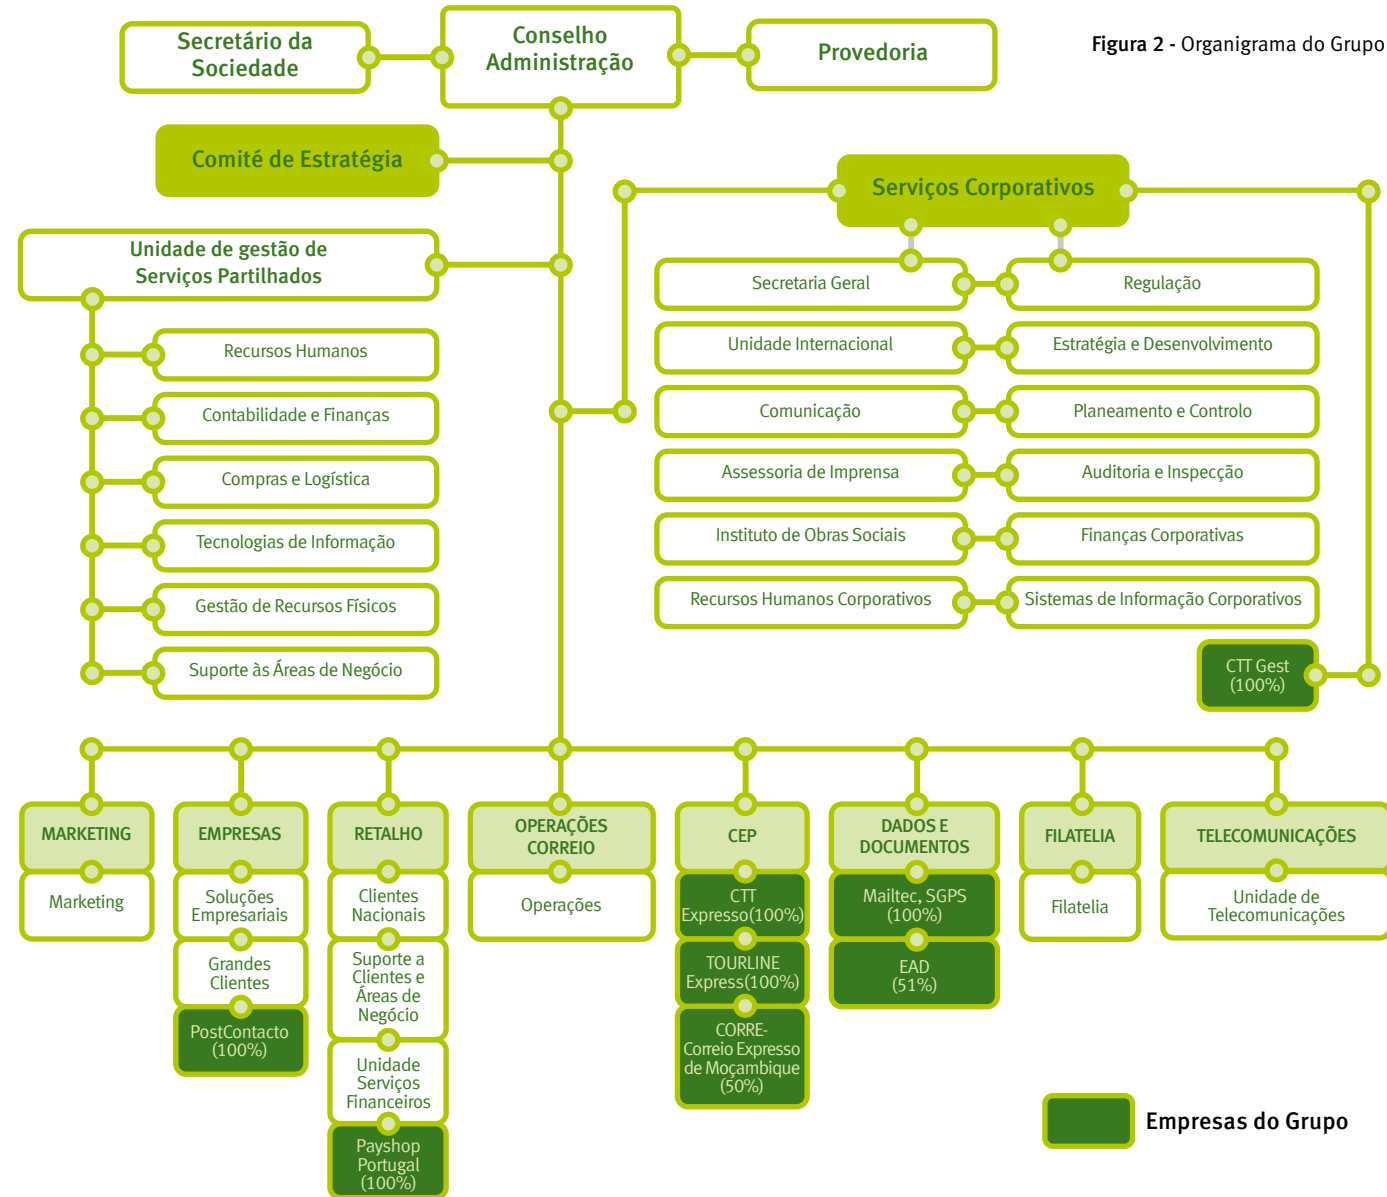 Secretário da
Sociedade
Conselho
Administração
Provedoria
Figura 2 - Organigrama do Grupo
Comité de Estratégia
Serviços Corporativos
Unidade de gestão de
Serviços Partilhados
Recursos Humanos
Contabilidade e Finanças
Compras e Logística
Tecnologias de Informação
Gestão de Recursos Físicos
Suporte às Áreas de Negócio
Secretaria Geral
Regulação
Unidade Internacional
Estratégia e Desenvolvimento
Comunicação
Planeamento e Controlo
Assessoria de Imprensa
Auditoria e Inspecção
Instituto de Obras Sociais
Finanças Corporativas
Recursos Humanos Corporativos
Sistemas de Informação Corporativos
CTT Gest
(100%)
MARKETING
Marketing
EMPRESAS
Soluções
Empresariais
Grandes
Clientes
PostContacto
(100%)
RETALHO
Clientes
Nacionais
Suporte a
Clientes e
Áreas de
Negócio
Unidade
Serviços
Financeiros
Payshop
Portugal
(100%)
OPERAÇÕES
CORREIO
Operações
CEP
CTT
Expresso(100%)
TOURLINE
Express(100%)
CORRE-
Correio Expresso
de Moçambique
(50%)
DADOS E
DOCUMENTOS
Mailtec, SGPS
(100%)
EAD
(51%)
FILATELIA
Filatelia
TELECOMUNICAÇÕES
Unidade de
Telecomunicações
Empresas do Grupo